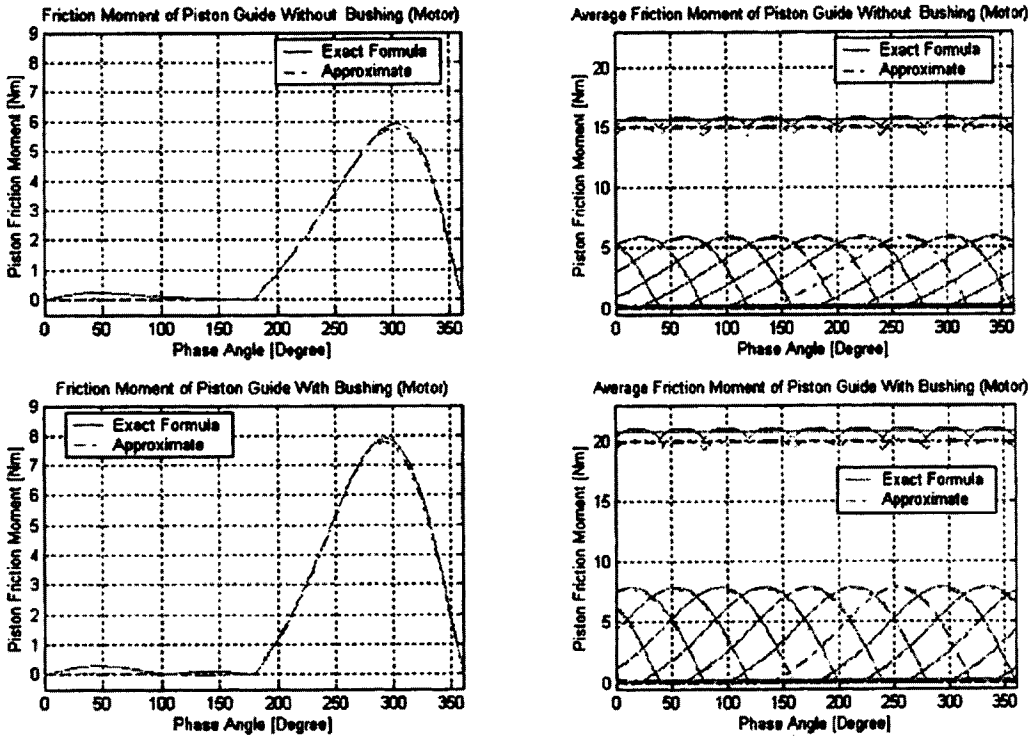 Friction Moment of Piston Guide Without Bushing (Motor)
9
8
7
6
5
4
3
2
1
0
Piston Friction Moment [Nm]
Exact Formula
Approximate
0 50 100 150 200 250 300 350
Phase Angle [Degree]
Average Friction Moment of Piston Guide Without Bushing (Motor)
20
15
10
5
0
Piston Friction Moment [Nm]
Exact Formula
Approximate
0 50 100 150 200 250 300 350
Phase Angle [Degree]
Friction Moment of Piston Guide With Bushing (Motor)
9
8
7
6
5
4
3
2
1
0
Piston Friction Moment [Nm]
Exact Formula
Approximate
0 50 100 150 200 250 300 350
Phase Angle [Degree]
Average Friction Moment of Piston Guide With Bushing (Motor)
20
15
10
5
0
Piston Friction Moment [Nm]
Exact Formula
Approximate
0 50 100 150 200 250 300 350
Phase Angle [Degree]